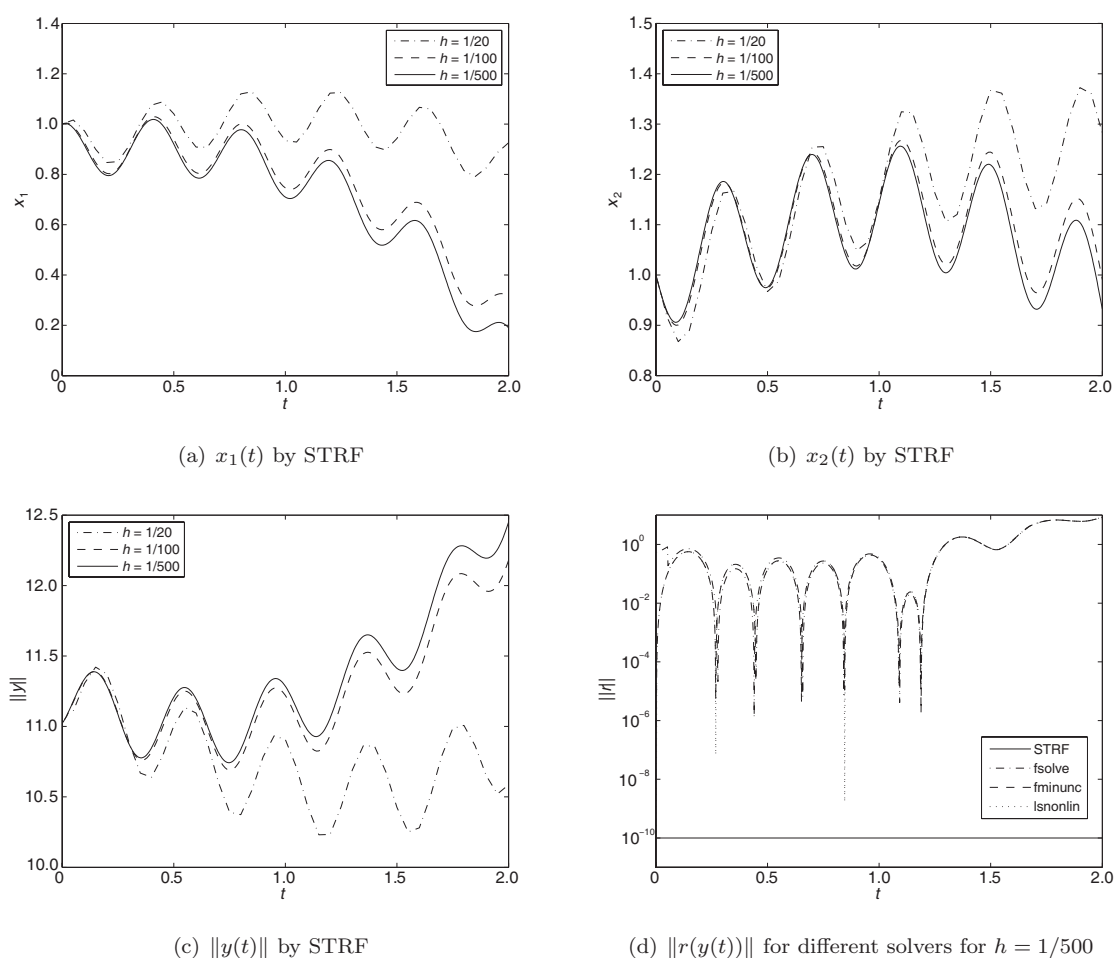 1.4
1.2
1.0
0.8
0.6
0.4
0.2
0
x1
h = 1/20
h = 1/100
h = 1/500
0 0.5 1.0 1.5 2.0
t
(a) x1(t) by STRF
1.5
1.4
1.3
1.2
1.1
1.0
0.9
0.8
x2
h = 1/20
h = 1/100
h = 1/500
0 0.5 1.0 1.5 2.0
t
(b) x2(t) by STRF
12.5
12.0
11.5
11.0
10.5
10.0
||y||
h = 1/20
h = 1/100
h = 1/500
0 0.5 1.0 1.5 2.0
t
(c) ‖y(t)‖ by STRF
10^0
10^−2
10^−4
10^−6
10^−8
10^−10
||r||
STRF
fsolve
fminunc
lsnonlin
0 0.5 1.0 1.5 2.0
t
(d) ‖r(y(t))‖ for different solvers for h = 1/500